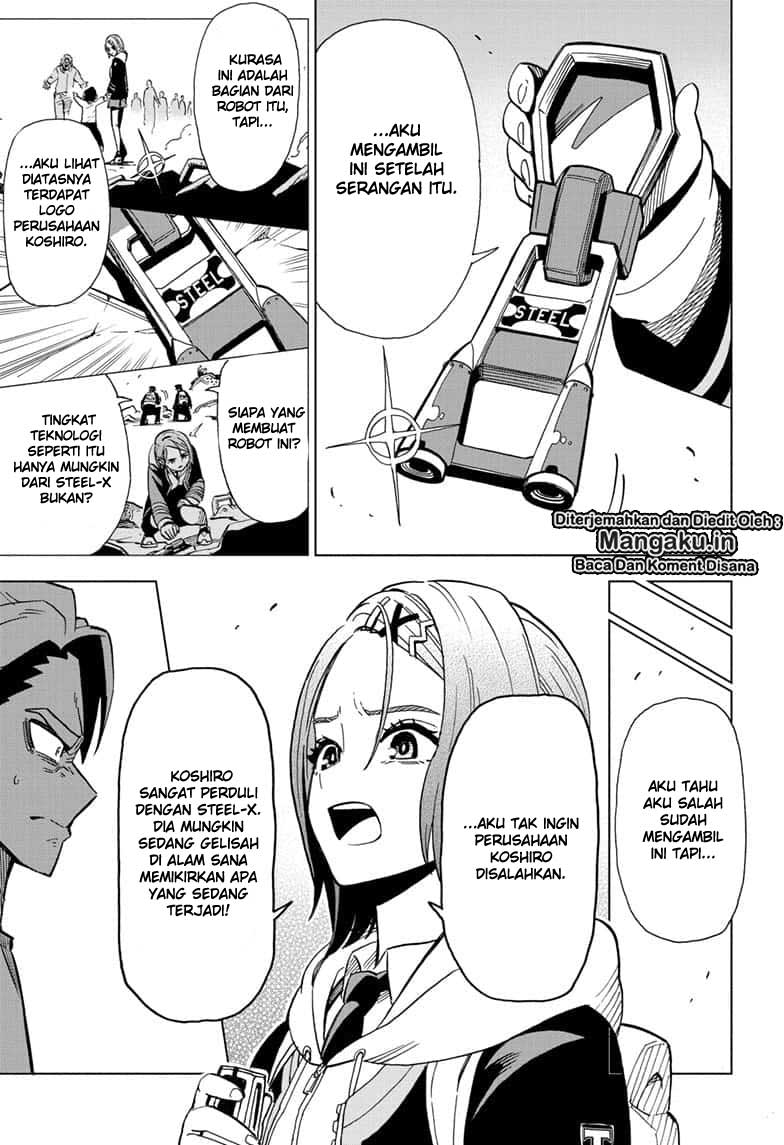 ...AKU
MENGAMBIL
INI SETELAH
SERANGAN ITU.
STEEL
KURASA
INI ADALAH
BAGIAN DARI
ROBOT ITU,
TAPI...
...AKU LIHAT
DIATASNYA
TERDAPAT
LOGO
PERUSAHAAN
KOSHIRO.
STEEL
SIAPA YANG
MEMBUAT
ROBOT INI?
TINGKAT
TEKNOLOGI
SEPERTI ITU
HANYA MUNGKIN
DARI STEEL-X
BUKAN?
Diterjemahkan dan Diedit Oleh :
Mangaku.in
Baca Dan Koment Disana
AKU TAHU
AKU SALAH
SUDAH
MENGAMBIL
INI TAPI...
...AKU TAK INGIN
PERUSAHAAN
KOSHIRO
DISALAHKAN.
KOSHIRO
SANGAT PERDULI
DENGAN STEEL-X.
DIA MUNGKIN
SEDANG GELISAH
DI ALAM SANA
MEMIKIRKAN APA
YANG SEDANG
TERJADI!
X
T